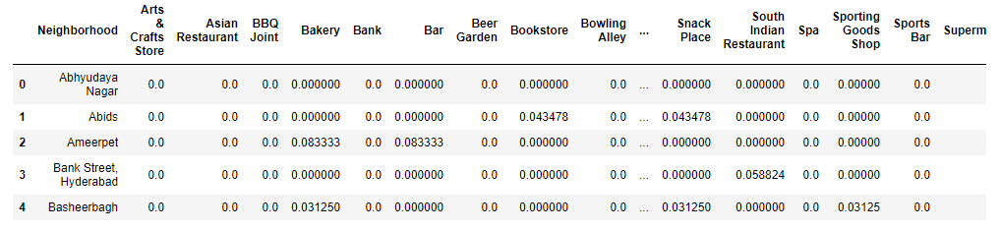 Neighborhood Arts & Crafts Store Asian Restaurant BBQ Joint Bakery Bank Bar Beer Garden Bookstore Bowling Alley ... Snack Place South Indian Restaurant Spa Sporting Goods Shop Sports Bar Superm
0 Abhyudaya Nagar 0.0 0.0 0.0 0.000000 0.0 0.000000 0.0 0.000000 0.0 ... 0.000000 0.000000 0.0 0.00000 0.0
1 Abids 0.0 0.0 0.0 0.000000 0.0 0.000000 0.0 0.043478 0.0 ... 0.043478 0.000000 0.0 0.00000 0.0
2 Ameerpet 0.0 0.0 0.0 0.083333 0.0 0.083333 0.0 0.000000 0.0 ... 0.000000 0.000000 0.0 0.00000 0.0
3 Bank Street, Hyderabad 0.0 0.0 0.0 0.000000 0.0 0.000000 0.0 0.000000 0.0 ... 0.000000 0.058824 0.0 0.00000 0.0
4 Basheerbagh 0.0 0.0 0.0 0.031250 0.0 0.000000 0.0 0.000000 0.0 ... 0.031250 0.000000 0.0 0.03125 0.0